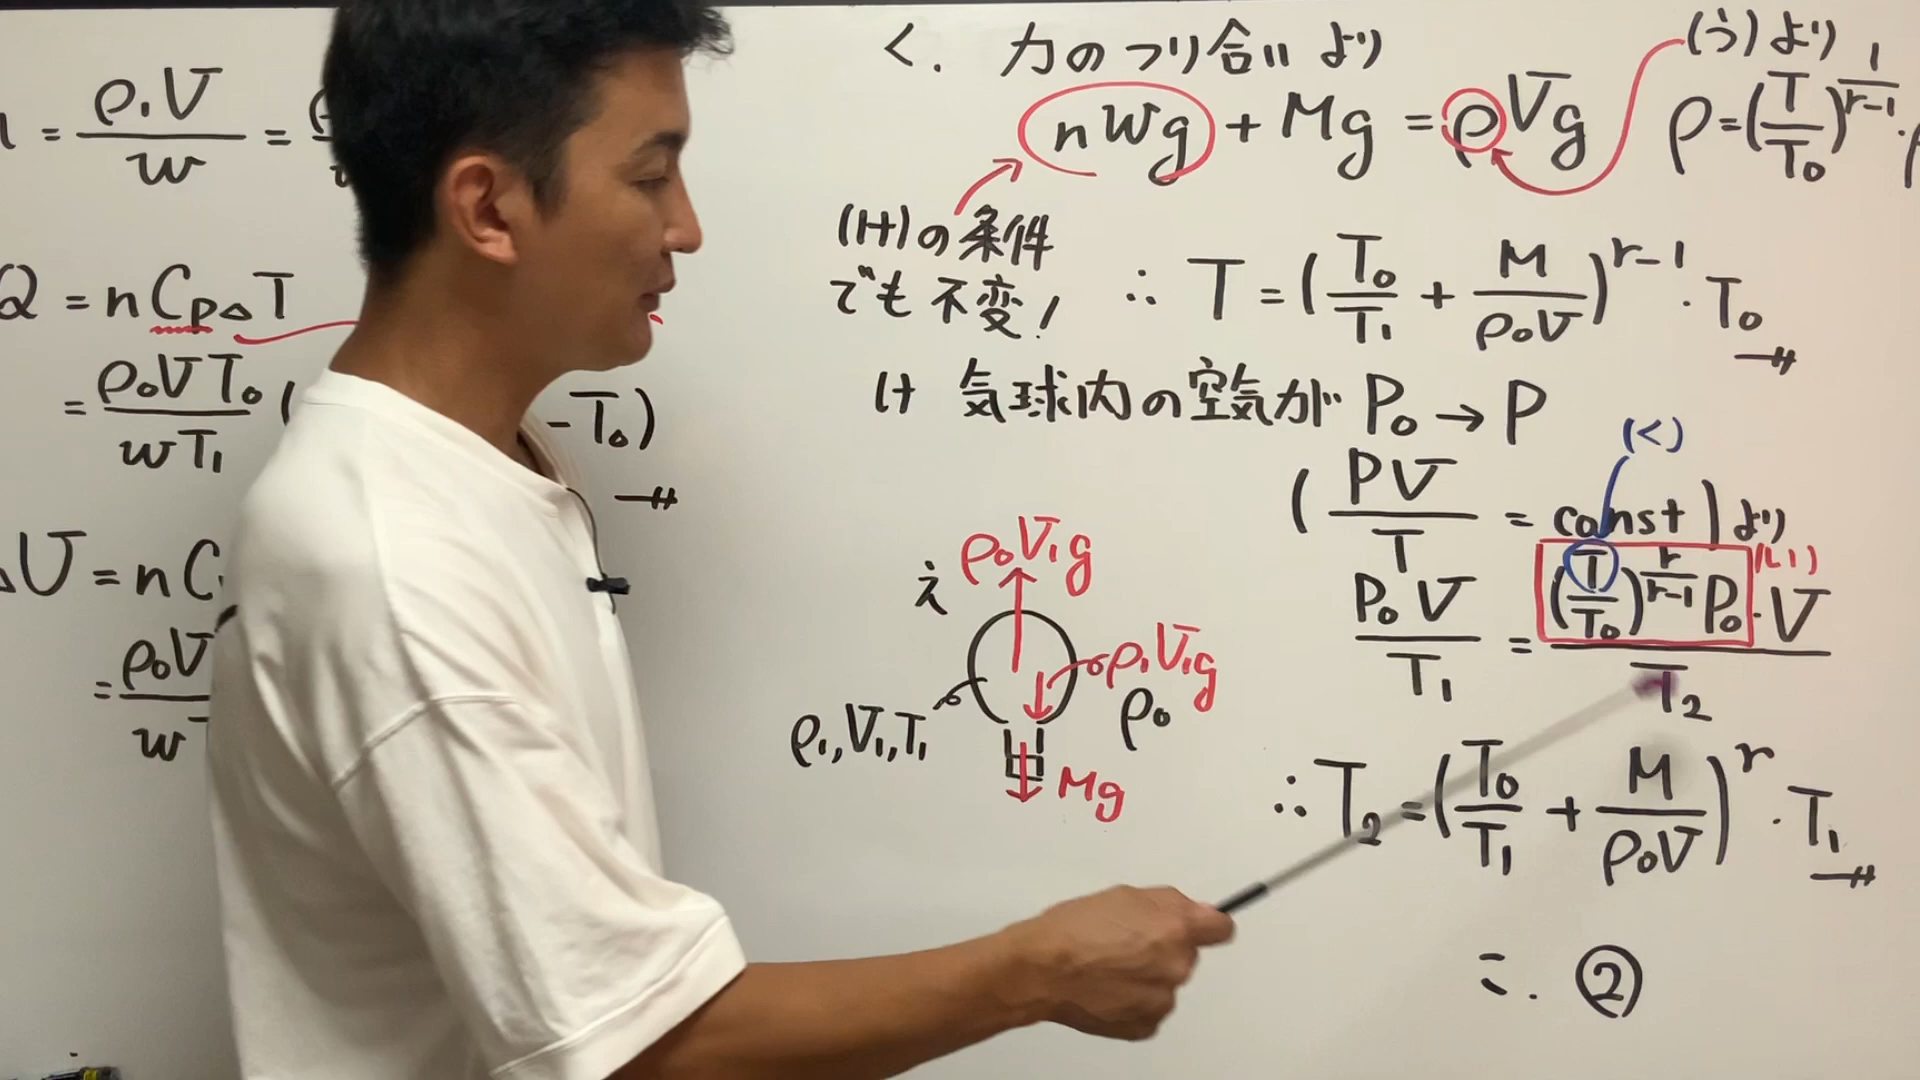 = ρ₁V/w =
Q = nCpΔT
= ρ₀VT₀/wT₁ ( -T₀)
ΔU = nC
= ρ₀V/w
く. 力のつり合いより
nwg + Mg = ρVg
(う)より ρ=(T/T₀)^(1/(r-1))・
(け)の条件
でも不変!
∴ T = (T₀/T₁ + M/ρ₀V)^(r-1)・T₀
け 気球内の空気が P₀ → P
(PV/T = const)より
(く)
P₀V/T₁ = (T/T₀)^(r/(r-1)) P₀・V/T₂
(い)
え
ρ₀V₁g
ρ₁V₁g
ρ₀
ρ₁,V₁,T₁
Mg
∴ T₂ = (T₀/T₁ + M/ρ₀V)^r・T₁
こ. ②